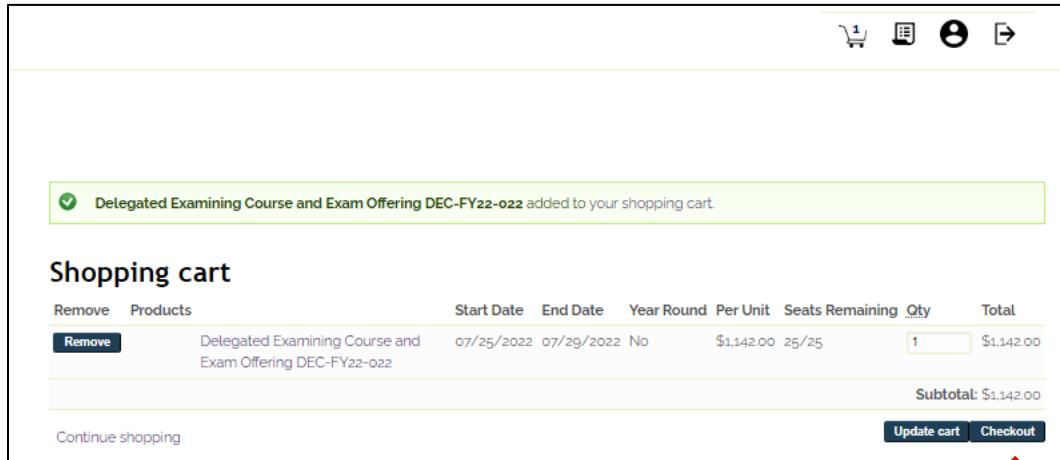 1
Delegated Examining Course and Exam Offering DEC-FY22-022 added to your shopping cart.
Shopping cart
Remove Products Start Date End Date Year Round Per Unit Seats Remaining Qty Total
Remove Delegated Examining Course and 07/25/2022 07/29/2022 No $1,142.00 25/25 1 $1,142.00
Exam Offering DEC-FY22-022
Subtotal: $1,142.00
Continue shopping Update cart Checkout